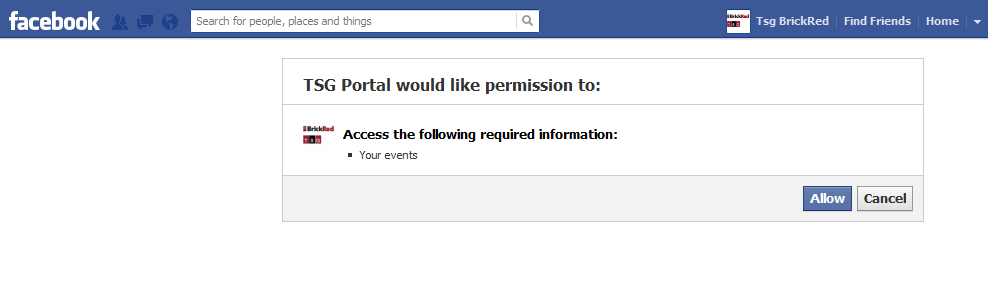 facebook
Search for people, places and things
Tsg BrickRed
Find Friends
Home
TSG Portal would like permission to:
BrickRed
Access the following required information:
Your events
Allow
Cancel